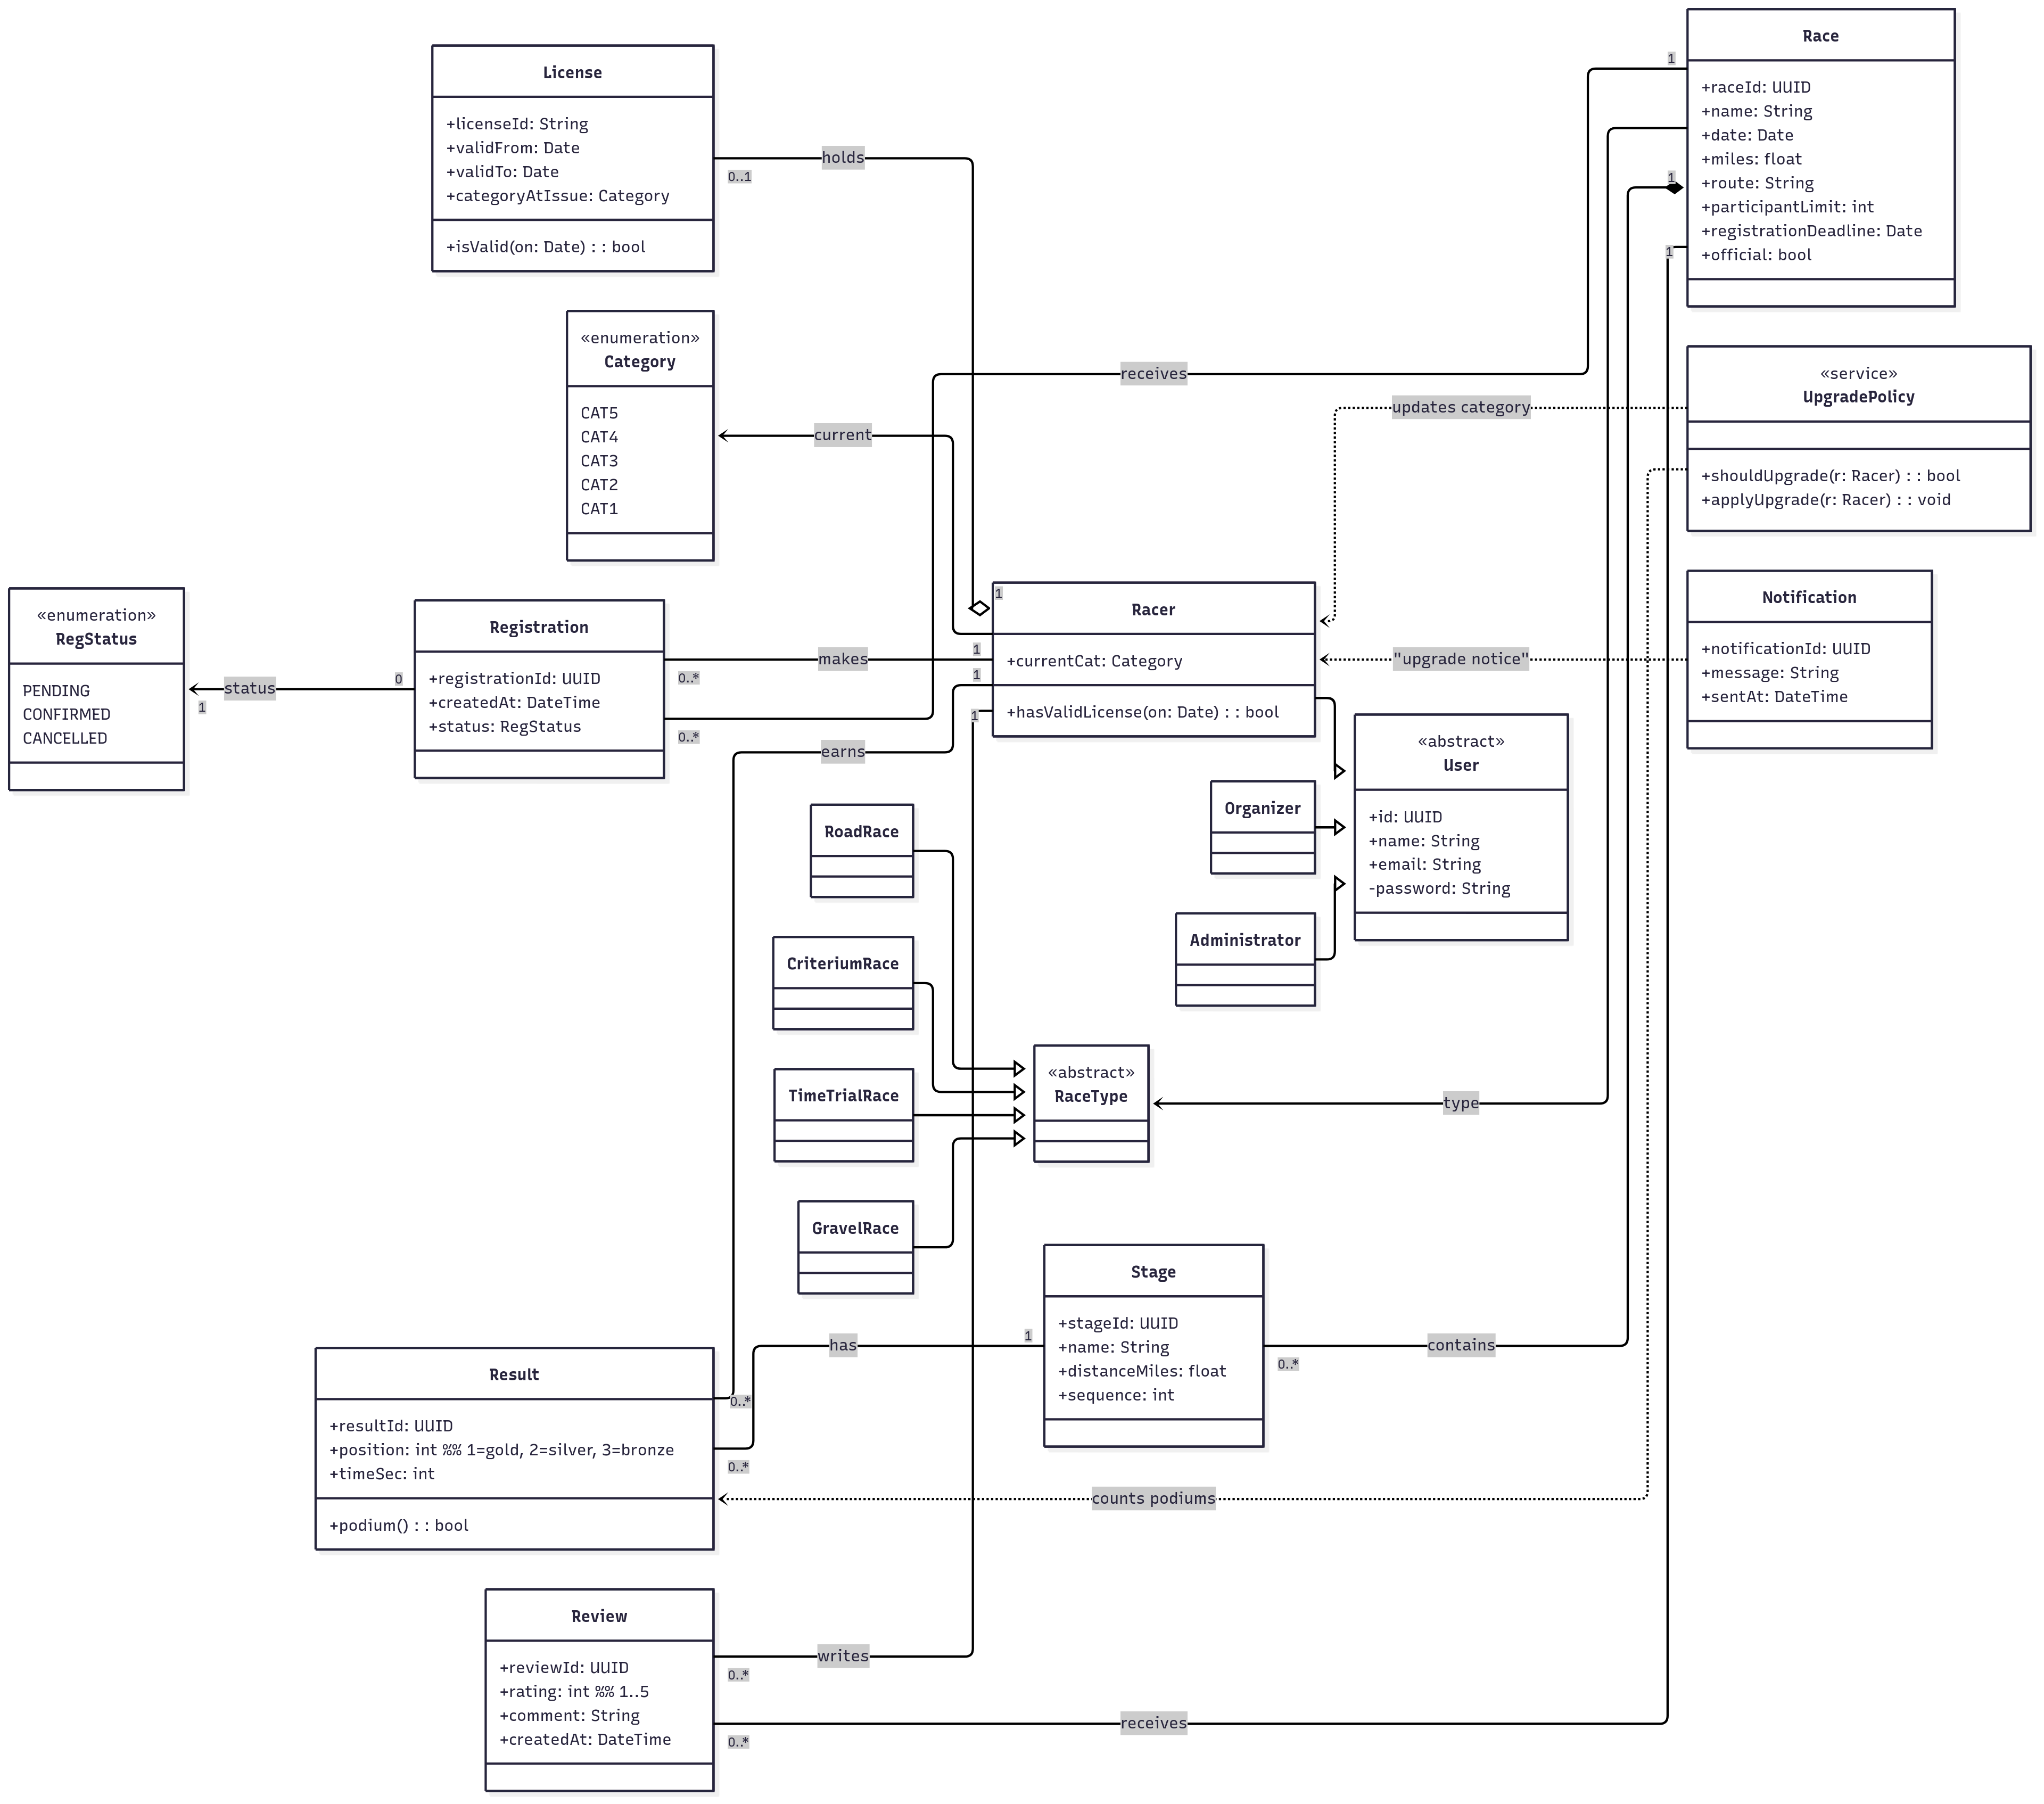 License
+licenseId: String
+validFrom: Date
+validTo: Date
+categoryAtIssue: Category
+isValid(on: Date) : : bool
holds
0..1
Race
+raceId: UUID
+name: String
+date: Date
+miles: float
+route: String
+participantLimit: int
+registrationDeadline: Date
+official: bool
1
1
1
«enumeration»
Category
CAT5
CAT4
CAT3
CAT2
CAT1
current
receives
«service»
UpgradePolicy
+shouldUpgrade(r: Racer) : : bool
+applyUpgrade(r: Racer) : : void
updates category
«enumeration»
RegStatus
PENDING
CONFIRMED
CANCELLED
status
0
1
Registration
+registrationId: UUID
+createdAt: DateTime
+status: RegStatus
makes
0..*
0..*
1
1
1
1
Racer
+currentCat: Category
+hasValidLicense(on: Date) : : bool
"upgrade notice"
Notification
+notificationId: UUID
+message: String
+sentAt: DateTime
earns
«abstract»
User
+id: UUID
+name: String
+email: String
-password: String
Organizer
Administrator
RoadRace
CriteriumRace
TimeTrialRace
GravelRace
«abstract»
RaceType
type
Stage
+stageId: UUID
+name: String
+distanceMiles: float
+sequence: int
1
has
0..*
contains
Result
+resultId: UUID
+position: int %% 1=gold, 2=silver, 3=bronze
+timeSec: int
+podium() : : bool
0..*
0..*
counts podiums
Review
+reviewId: UUID
+rating: int %% 1..5
+comment: String
+createdAt: DateTime
writes
0..*
receives
0..*